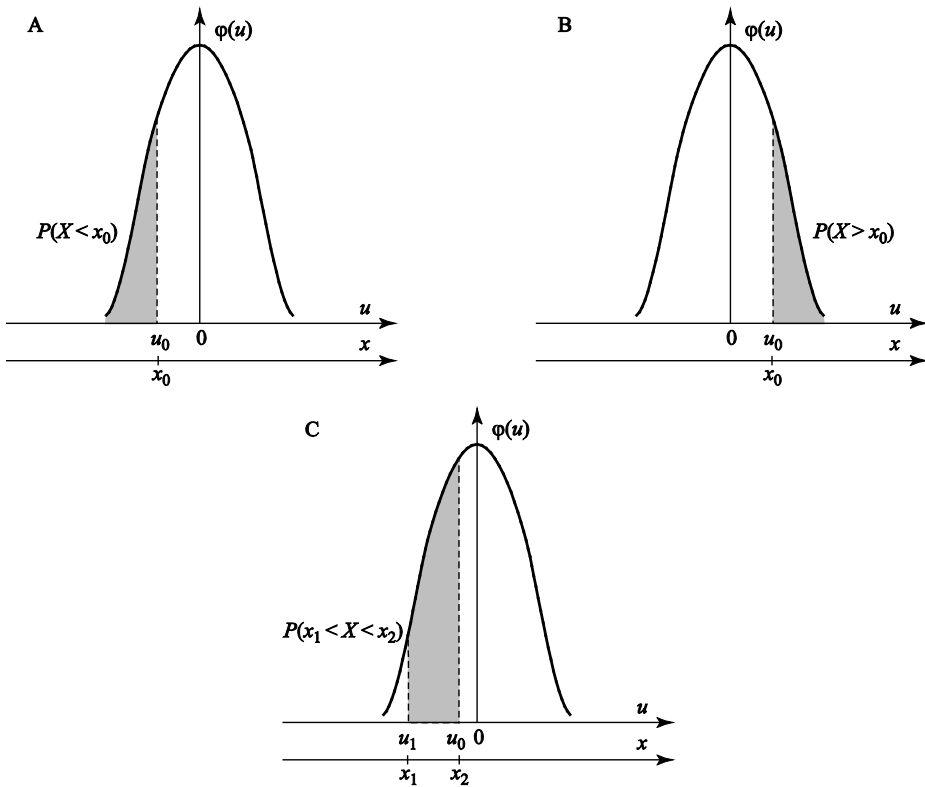 A
φ(u)
P(X < x₀)
u
u₀ 0
x
x₀
B
φ(u)
P(X > x₀)
u
0 u₀
x
x₀
C
φ(u)
P(x₁ < X < x₂)
u
u₁ u₀ 0
x
x₁ x₂